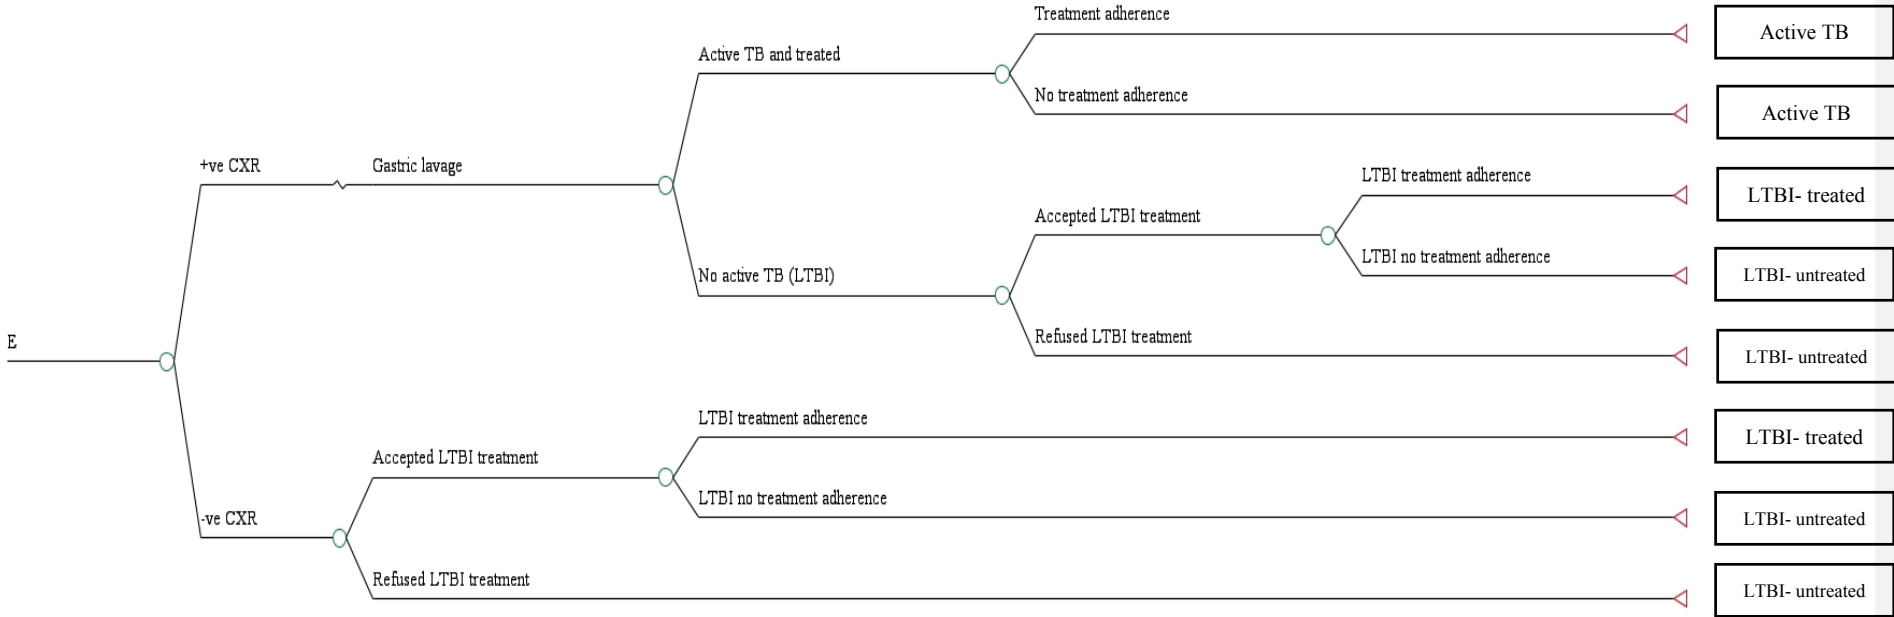 Treatment adherence
Active TB
Active TB and treated
No treatment adherence
Active TB
+ve CXR
Gastric lavage
LTBI treatment adherence
LTBI- treated
Accepted LTBI treatment
LTBI no treatment adherence
LTBI- untreated
No active TB (LTBI)
Refused LTBI treatment
LTBI- untreated
E
LTBI treatment adherence
LTBI- treated
Accepted LTBI treatment
LTBI no treatment adherence
LTBI- untreated
-ve CXR
Refused LTBI treatment
LTBI- untreated